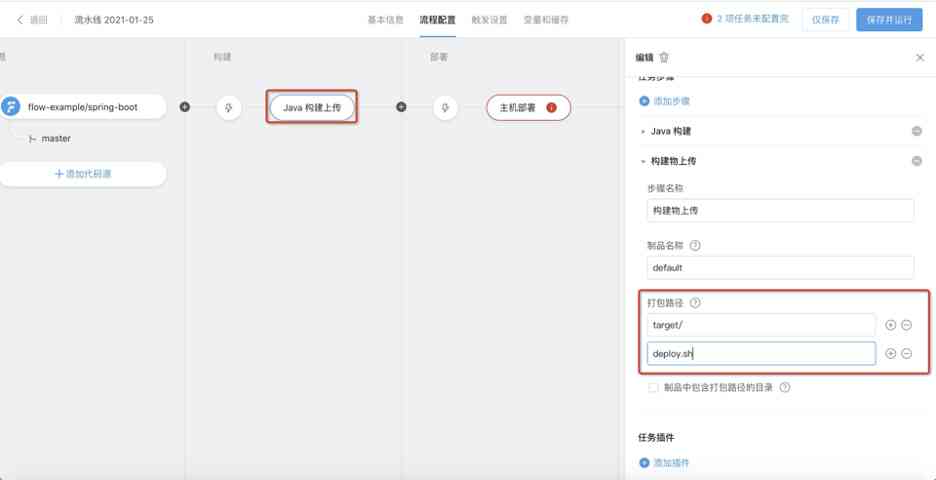 返回
流水线 2021-01-25
基本信息 流程配置 触发设置 变量和缓存
2 项任务未配置完
仅保存
保存并运行
构建
部署
编辑
任务步骤
flow-example/spring-boot
Java 构建上传
主机部署
添加步骤
master
Java 构建
添加代码源
构建物上传
步骤名称
构建物上传
制品名称
default
打包路径
target/
deploy.sh
制品中包含打包路径的目录
任务插件
添加插件